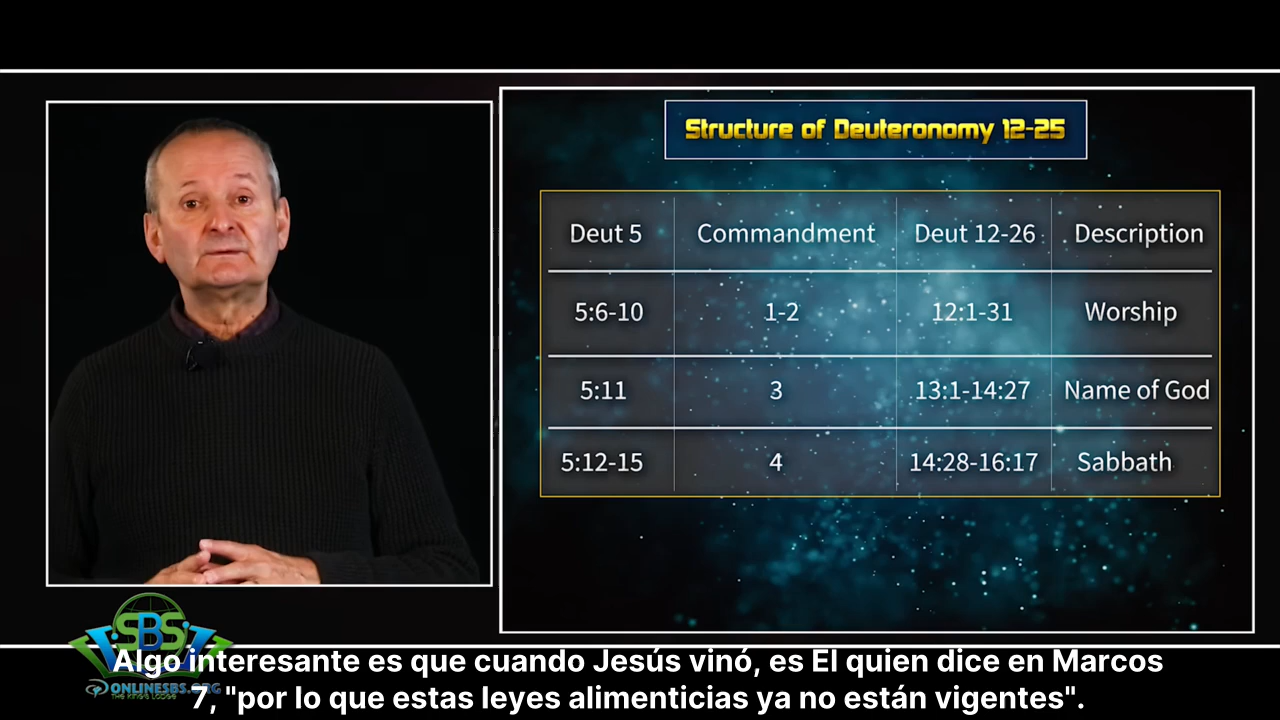 Structure of Deuteronomy 12-25
Deut 5 Commandment Deut 12-26 Description
5:6-10 1-2 12:1-31 Worship
5:11 3 13:1-14:27 Name of God
5:12-15 4 14:28-16:17 Sabbath
SBS
Algo interesante es que cuando Jesús vinó, es El quien dice en Marcos
ONLINESBS.ORG
7, "por lo que estas leyes alimenticias ya no están vigentes".